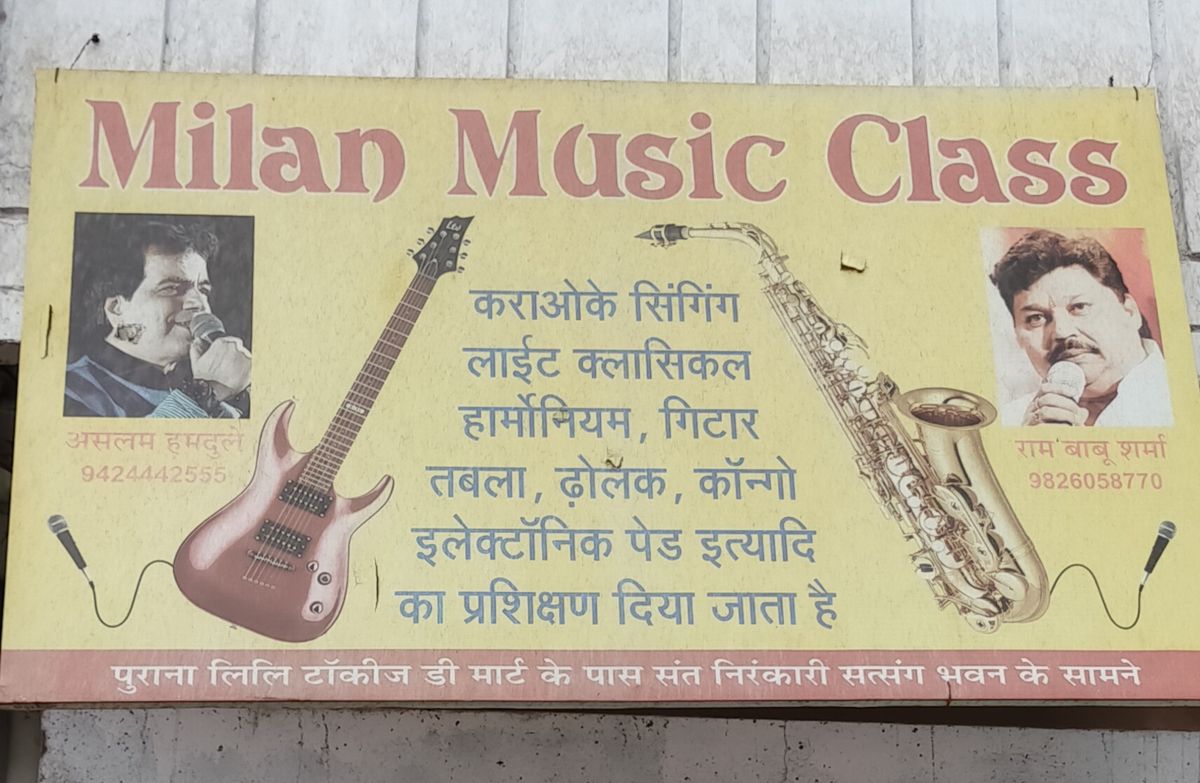 Milan Music Class
कराओके सिंगिंग
लाईट क्लासिकल
हार्मोनियम, गिटार
तबला, ढ़ोलक, कॉन्गो
इलेक्टॉनिक पेड इत्यादि
का प्रशिक्षण दिया जाता है
असलम हमदुले
9424442555
राम बाबू शर्मा
9826058770
पुराना लिलि टॉकीज डी मार्ट के पास संत निरंकारी सत्संग भवन के सामने